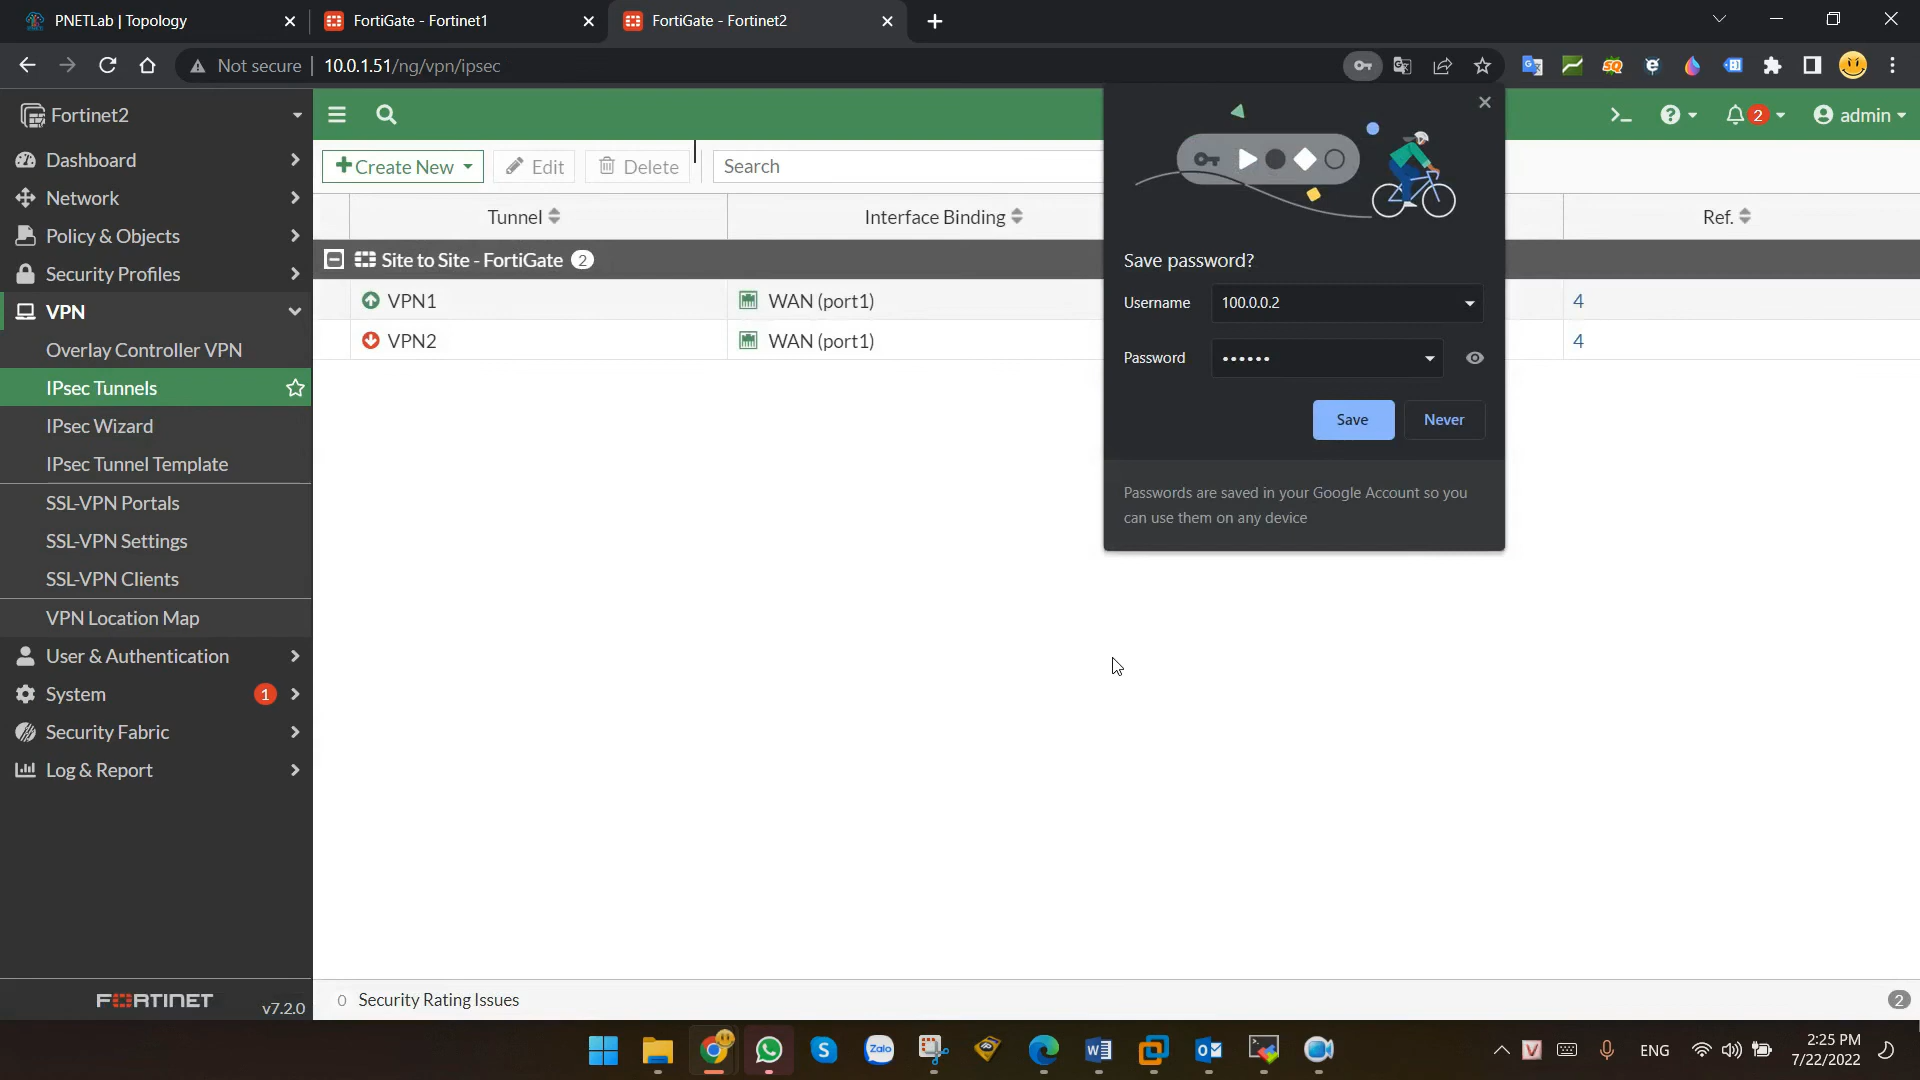 PNETLab | Topology
FortiGate - Fortinet1
FortiGate - Fortinet2
Not secure
10.0.1.51/ng/vpn/ipsec
Fortinet2
2
admin
Dashboard
Network
Policy & Objects
Security Profiles
VPN
Overlay Controller VPN
IPsec Tunnels
IPsec Wizard
IPsec Tunnel Template
SSL-VPN Portals
SSL-VPN Settings
SSL-VPN Clients
VPN Location Map
User & Authentication
System 1
Security Fabric
Log & Report
FORTINET
v7.2.0
Create New
Edit
Delete
Search
Tunnel
Interface Binding
Ref.
Site to Site - FortiGate 2
VPN1
WAN (port1)
4
VPN2
WAN (port1)
4
Save password?
Username
100.0.0.2
Password
••••••
Save
Never
Passwords are saved in your Google Account so you
can use them on any device
0 Security Rating Issues
2
Zalo
ENG
2:25 PM
7/22/2022